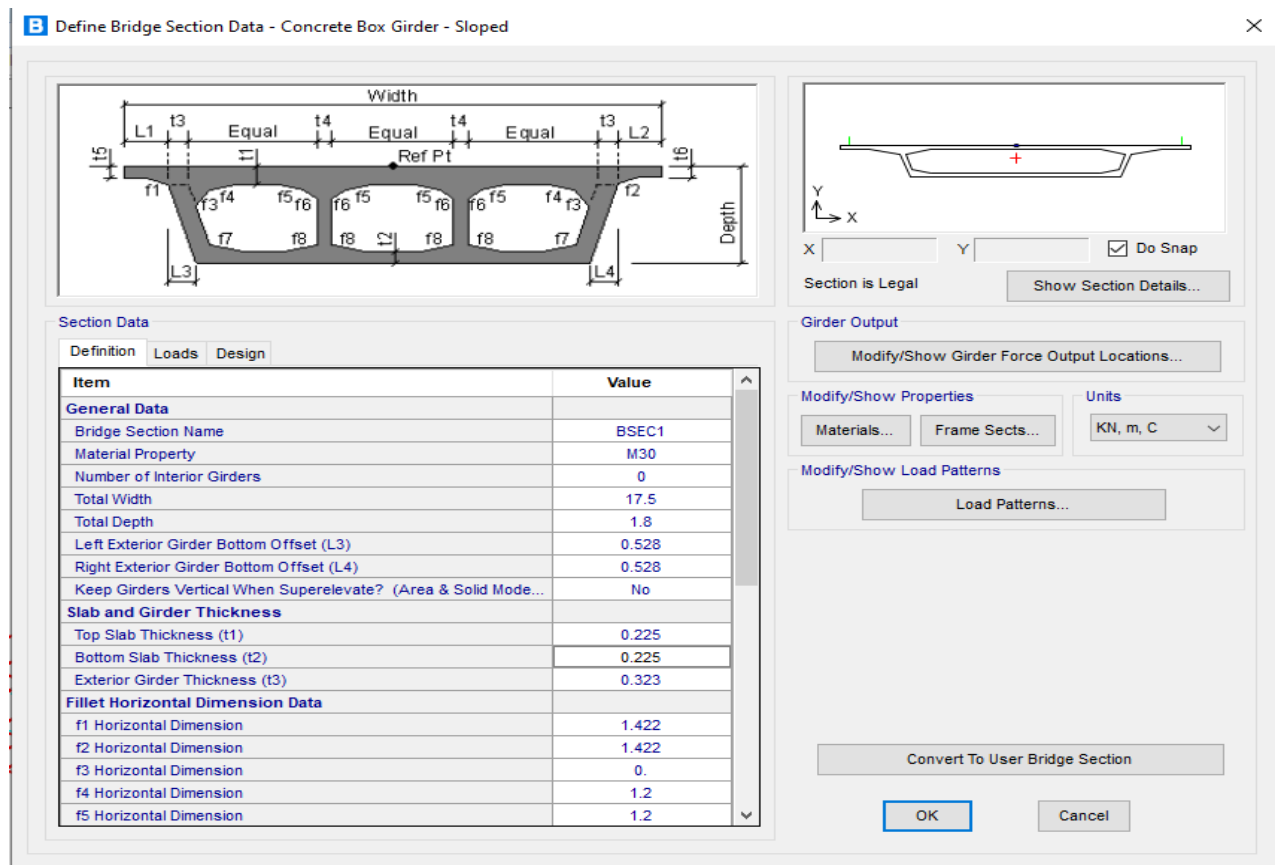 B Define Bridge Section Data - Concrete Box Girder - Sloped
Width
L1 t3 Equal t4 Equal t4 Equal t3 L2
t5 t1 Ref Pt t6
f1 f3 f4 f5 f6 f6 f5 f5 f6 f6 f5 f4 f3 f2
f7 f8 f8 t2 f8 f8 f7
Depth
L3 L4
Y
X
X Y Do Snap
Section is Legal Show Section Details...
Section Data
Definition Loads Design
Item Value
General Data
Bridge Section Name BSEC1
Material Property M30
Number of Interior Girders 0
Total Width 17.5
Total Depth 1.8
Left Exterior Girder Bottom Offset (L3) 0.528
Right Exterior Girder Bottom Offset (L4) 0.528
Keep Girders Vertical When Superelevate? (Area & Solid Mode... No
Slab and Girder Thickness
Top Slab Thickness (t1) 0.225
Bottom Slab Thickness (t2) 0.225
Exterior Girder Thickness (t3) 0.323
Fillet Horizontal Dimension Data
f1 Horizontal Dimension 1.422
f2 Horizontal Dimension 1.422
f3 Horizontal Dimension 0.
f4 Horizontal Dimension 1.2
f5 Horizontal Dimension 1.2
Girder Output
Modify/Show Girder Force Output Locations...
Modify/Show Properties
Materials... Frame Sects...
Units
KN, m, C
Modify/Show Load Patterns
Load Patterns...
Convert To User Bridge Section
OK Cancel